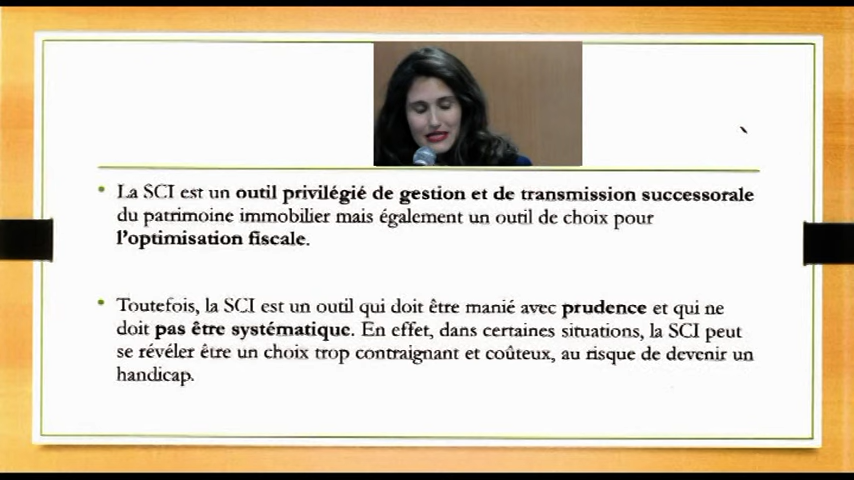 • La SCI est un outil privilégié de gestion et de transmission successorale
du patrimoine immobilier mais également un outil de choix pour
l'optimisation fiscale.
• Toutefois, la SCI est un outil qui doit être manié avec prudence et qui ne
doit pas être systématique. En effet, dans certaines situations, la SCI peut
se révéler être un choix trop contraignant et coûteux, au risque de devenir un
handicap.